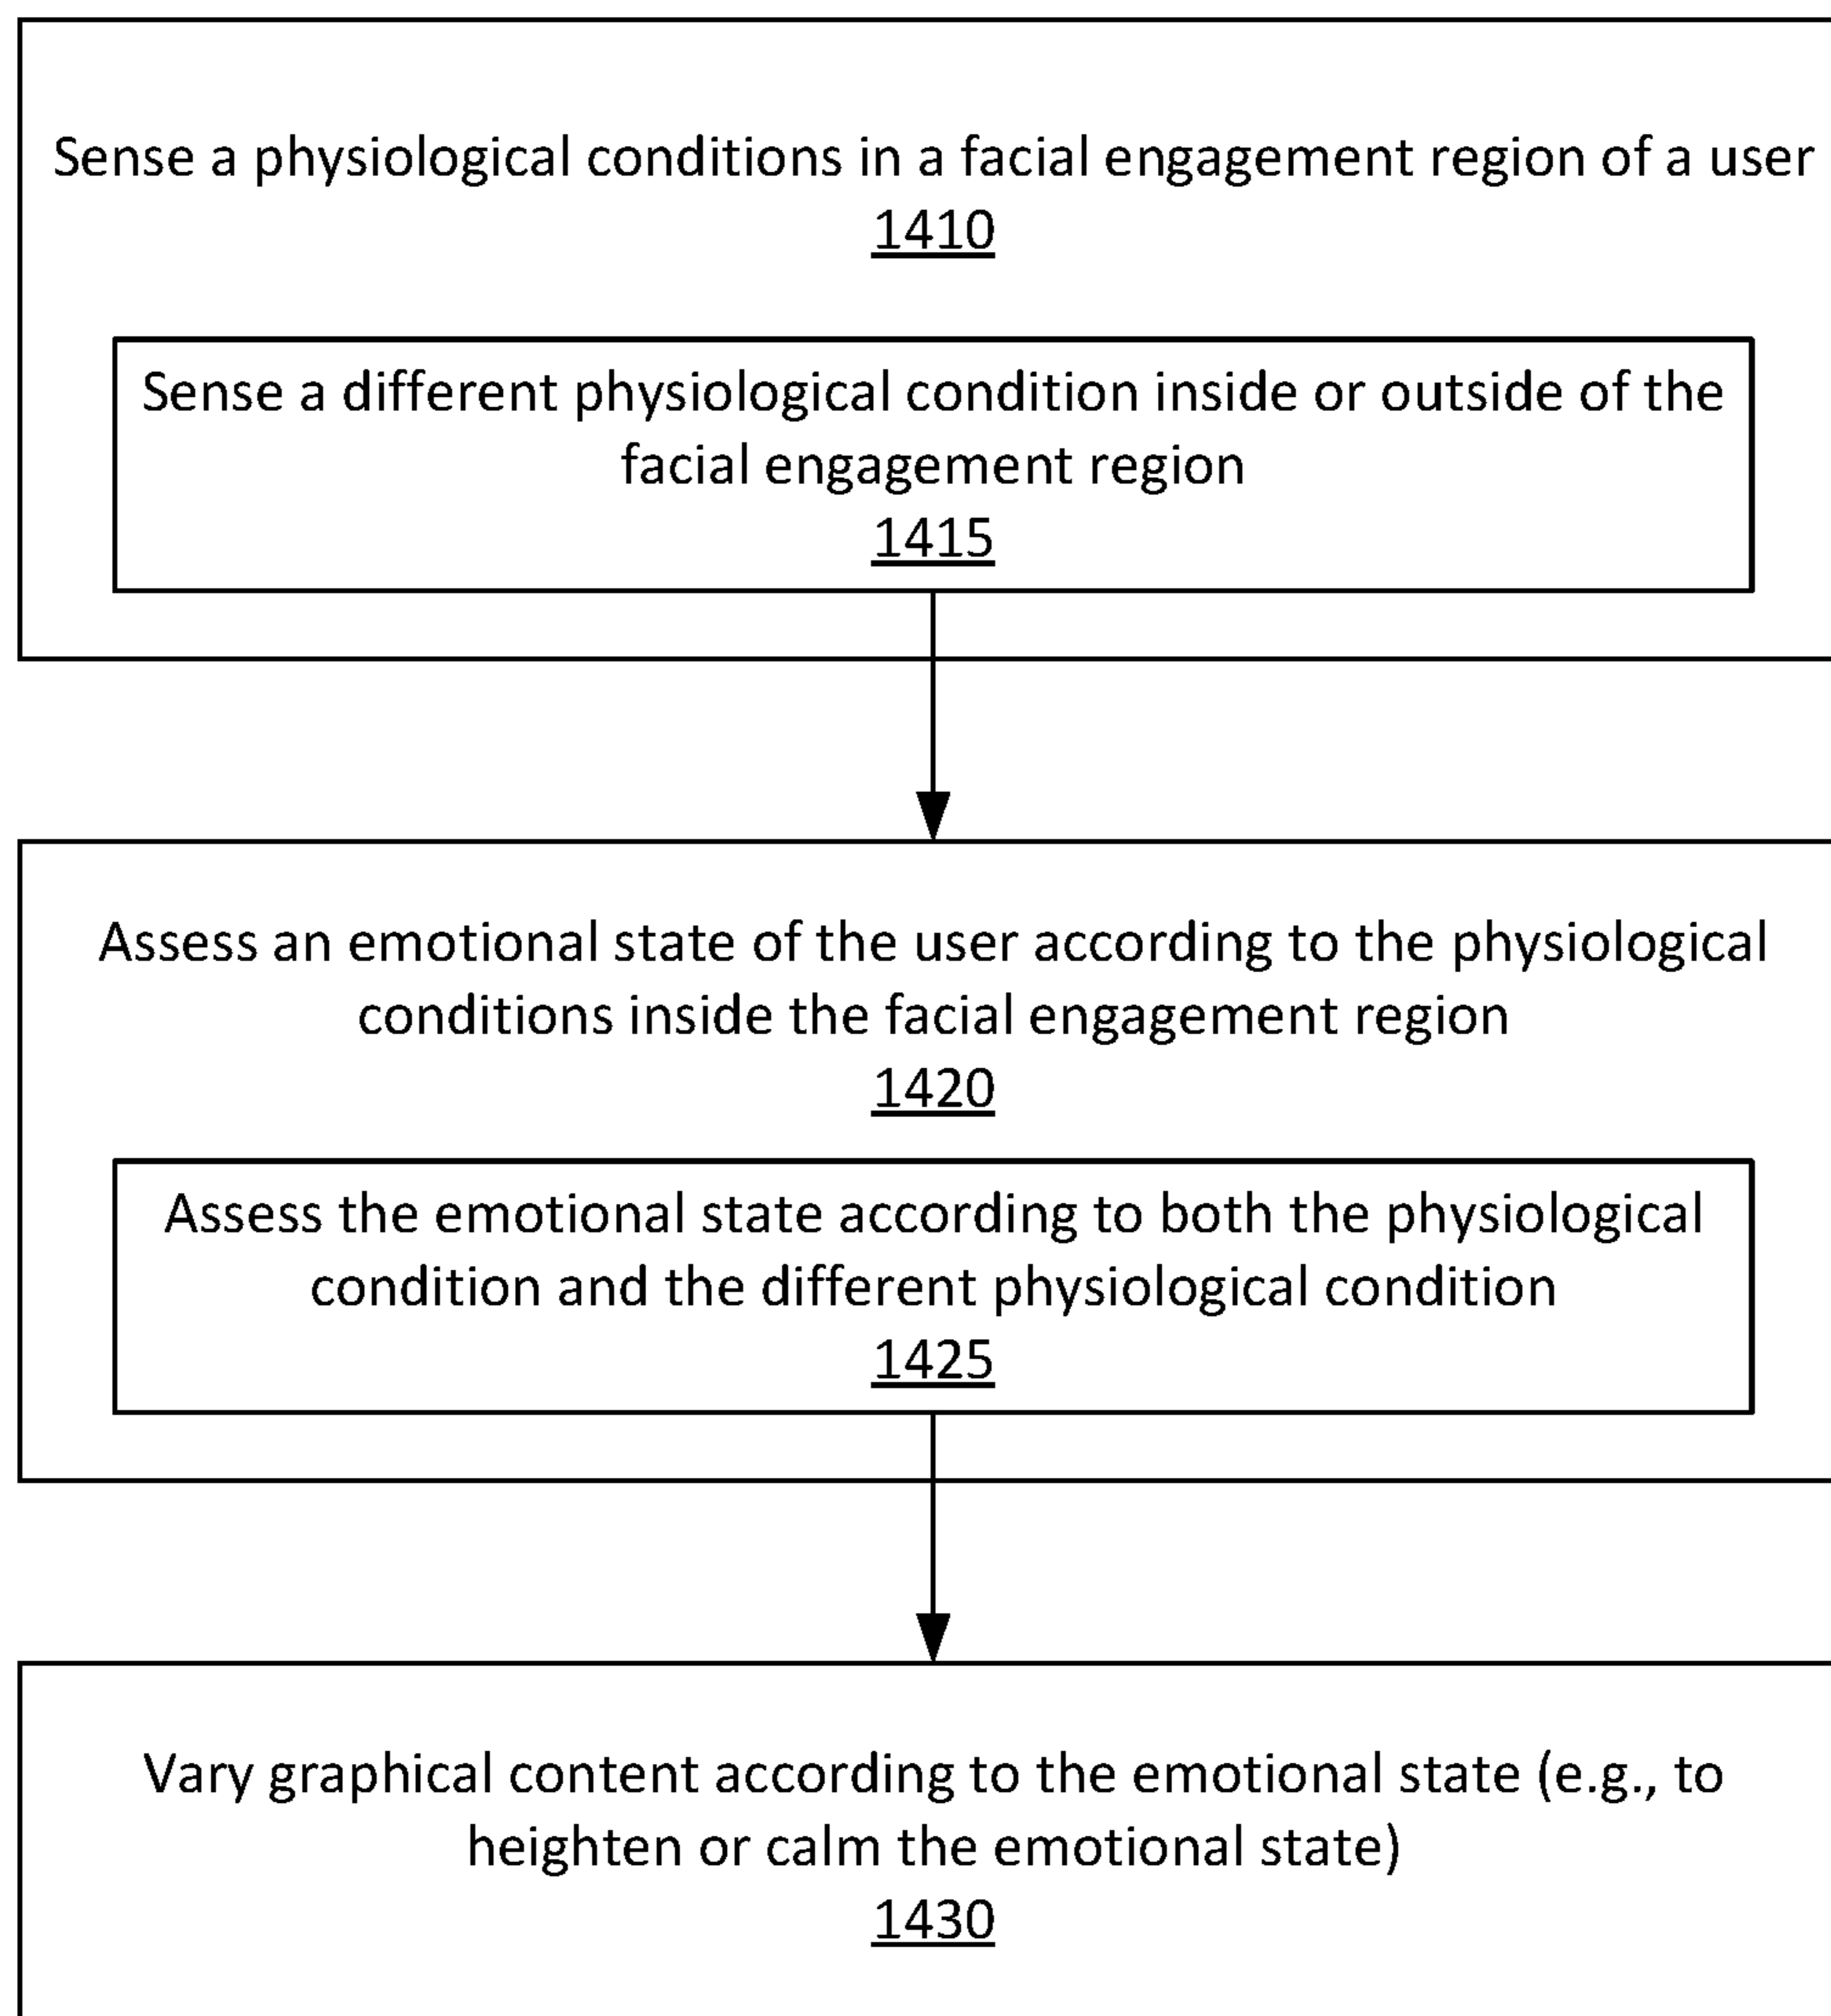 Sense a physiological conditions in a facial engagement region of a user
1410
Sense a different physiological condition inside or outside of the
facial engagement region
1415
Assess an emotional state of the user according to the physiological
conditions inside the facial engagement region
1420
Assess the emotional state according to both the physiological
condition and the different physiological condition
1425
Vary graphical content according to the emotional state (e.g., to
heighten or calm the emotional state)
1430